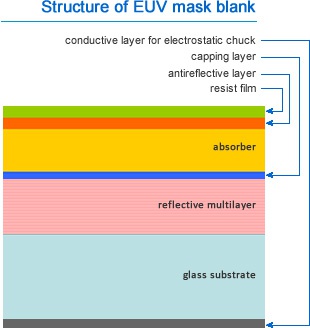 Structure of EUV mask blank
conductive layer for electrostatic chuck
capping layer
antireflective layer
resist film
absorber
reflective multilayer
glass substrate